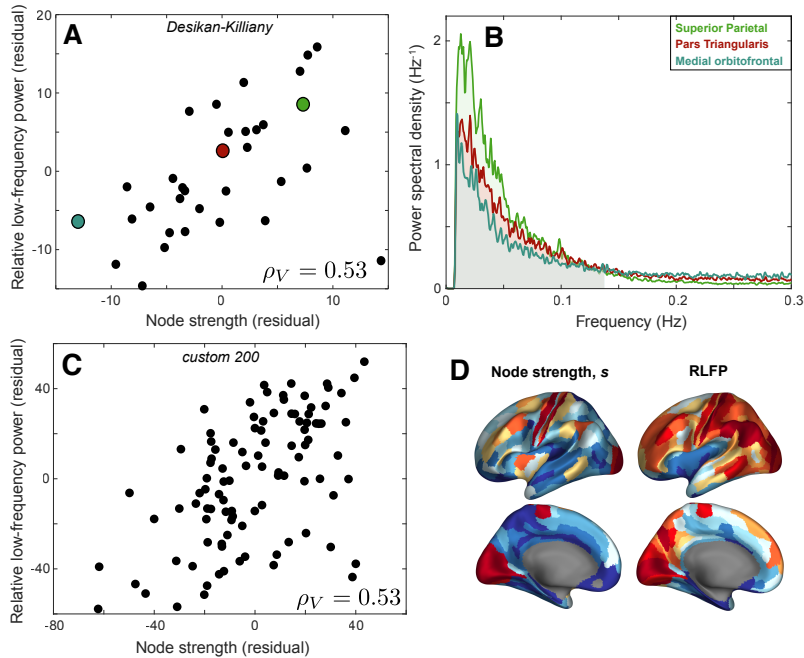 A
Desikan-Killiany
Relative low-frequency power (residual)
20
10
0
-10
-10
0
10
Node strength (residual)
ρV = 0.53
B
Power spectral density (Hz⁻¹)
2
1
0
0
0.1
0.2
0.3
Frequency (Hz)
Superior Parietal
Pars Triangularis
Medial orbitofrontal
C
custom 200
Relative low-frequency power (residual)
40
0
-40
-80
-40
0
40
80
Node strength (residual)
ρV = 0.53
D
Node strength, s
RLFP